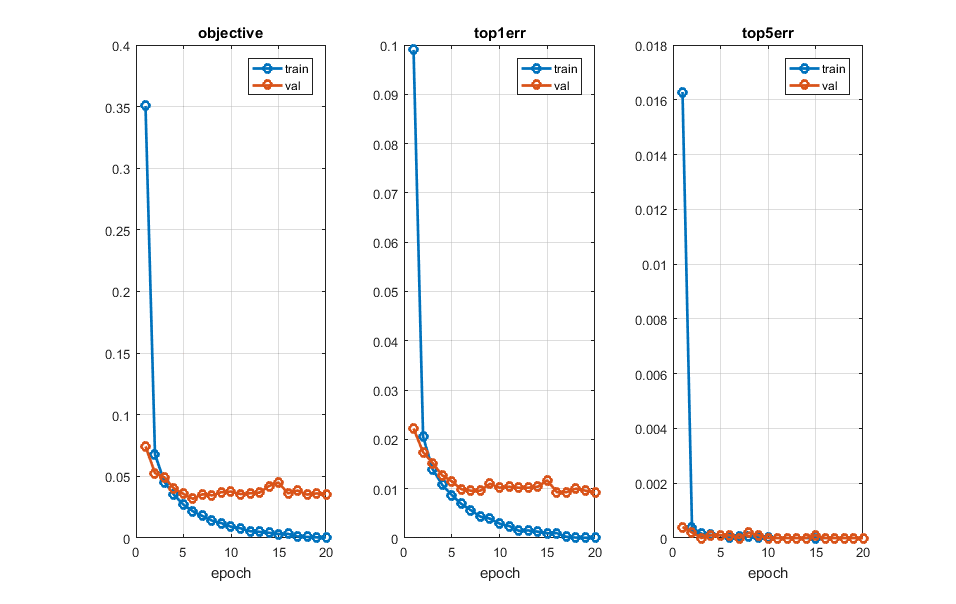 objective
0.4
0.35
0.3
0.25
0.2
0.15
0.1
0.05
0
0 5 10 15 20
epoch
train
val
top1err
0.1
0.09
0.08
0.07
0.06
0.05
0.04
0.03
0.02
0.01
0
0 5 10 15 20
epoch
train
val
top5err
0.018
0.016
0.014
0.012
0.01
0.008
0.006
0.004
0.002
0
0 5 10 15 20
epoch
train
val